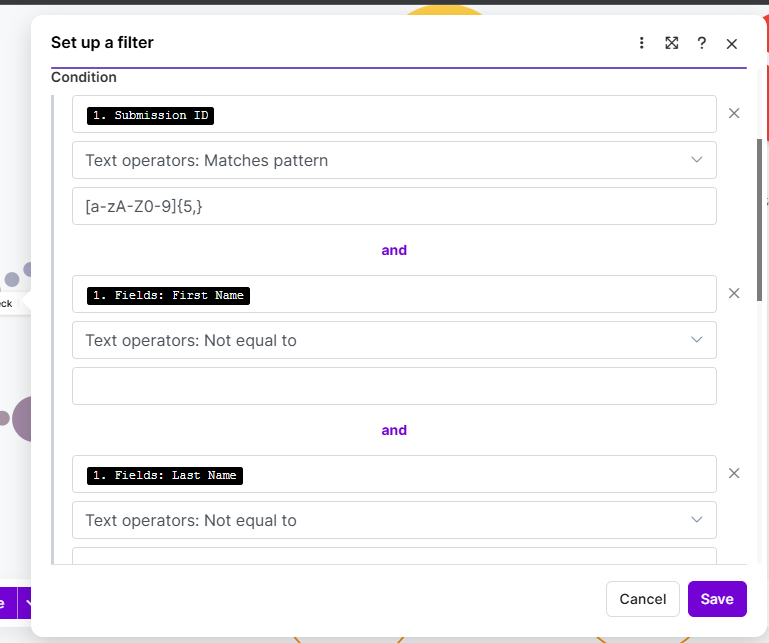 Set up a filter
?
Condition
1. Submission ID
Text operators: Matches pattern
[a-zA-Z0-9]{5,}
and
1. Fields: First Name
eck
Text operators: Not equal to
and
1. Fields: Last Name
Text operators: Not equal to
e
Cancel
Save